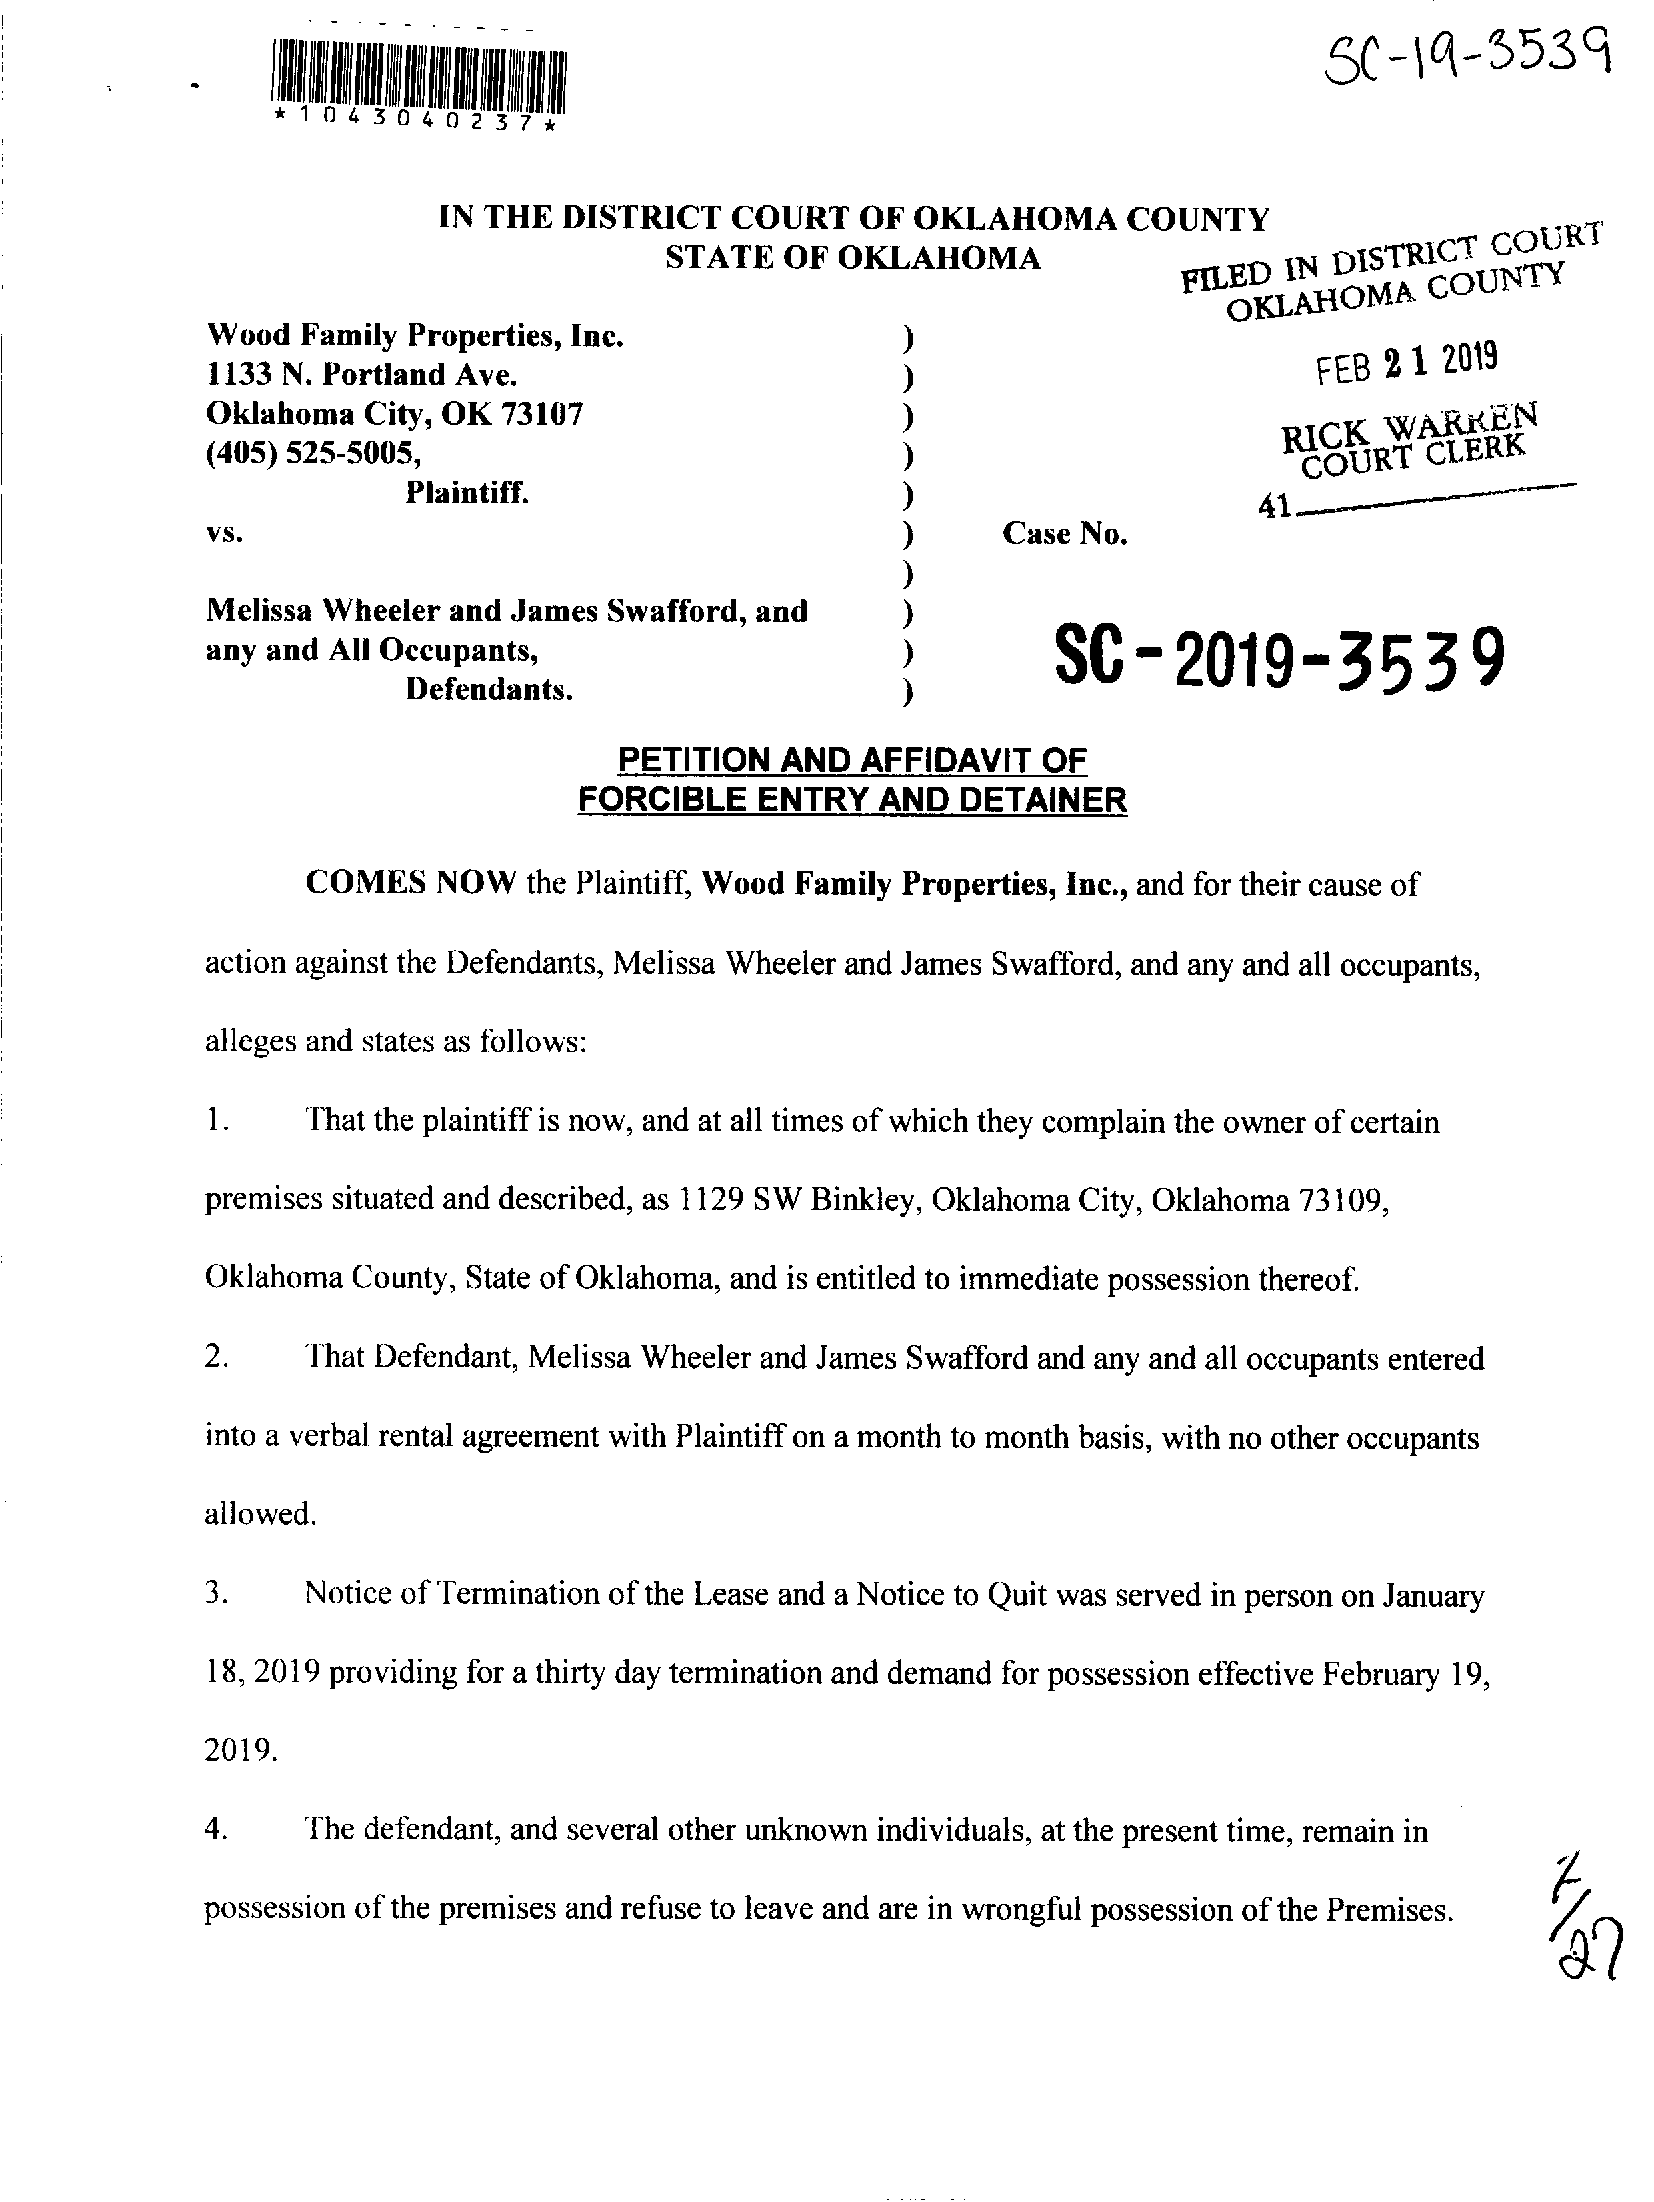 SC-19-3539
*1043040237*
IN THE DISTRICT COURT OF OKLAHOMA COUNTY
STATE OF OKLAHOMA
FILED IN DISTRICT COURT
OKLAHOMA COUNTY
Wood Family Properties, Inc. )
1133 N. Portland Ave. )
FEB 21 2019
Oklahoma City, OK 73107 )
RICK WARREN
COURT CLERK
(405) 525-5005, )
Plaintiff. )
41
vs. ) Case No.
)
Melissa Wheeler and James Swafford, and )
any and All Occupants, )
SC-2019-3539
Defendants. )
PETITION AND AFFIDAVIT OF
FORCIBLE ENTRY AND DETAINER
COMES NOW the Plaintiff, Wood Family Properties, Inc., and for their cause of
action against the Defendants, Melissa Wheeler and James Swafford, and any and all occupants,
alleges and states as follows:
1. That the plaintiff is now, and at all times of which they complain the owner of certain
premises situated and described, as 1129 SW Binkley, Oklahoma City, Oklahoma 73109,
Oklahoma County, State of Oklahoma, and is entitled to immediate possession thereof.
2. That Defendant, Melissa Wheeler and James Swafford and any and all occupants entered
into a verbal rental agreement with Plaintiff on a month to month basis, with no other occupants
allowed.
3. Notice of Termination of the Lease and a Notice to Quit was served in person on January
18, 2019 providing for a thirty day termination and demand for possession effective February 19,
2019.
4. The defendant, and several other unknown individuals, at the present time, remain in
possession of the premises and refuse to leave and are in wrongful possession of the Premises.